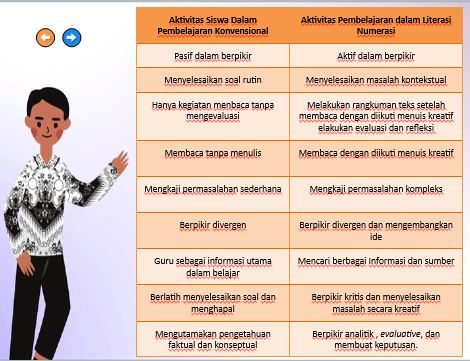 Aktivitas Siswa Dalam
Pembelajaran Konvensional
Aktivitas Pembelajaran dalam Literasi
Numerasi
Pasif dalam berpikir
Aktif dalam berpikir
Menyelesaikan soal rutin
Menyelesaikan masalah kontekstual
Hanya kegiatan menbaca tanpa
mengevaluasi
Melakukan rangkuman teks setelah
membaca dengan diikuti menuis kreatif
elakukan evaluasi dan refleksi
Membaca tanpa menulis
Membaca dengan diikuti menuis kreatif
Mengkaji permasalahan sederhana
Mengkaji permasalahan kompleks
Berpikir divergen
Berpikir divergen dan mengembangkan
ide
Guru sebagai informasi utama
dalam belajar
Mencari berbagai Informasi dan sumber
Berlatih menyelesaikan soal dan
menghapal
Berpikir kritis dan menyelesaikan
masalah secara kreatif
Mengutamakan pengetahuan
faktual dan konseptual
Berpikir analitik , evaluative, dan
membuat keputusan.